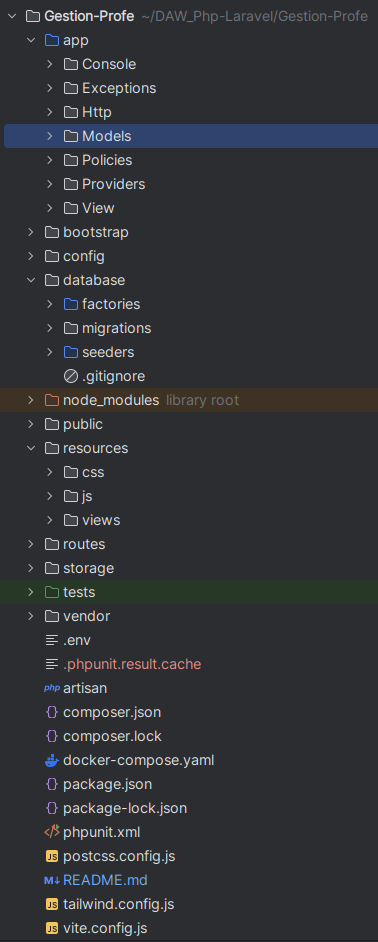 Gestion-Profe ~/DAW_Php-Laravel/Gestion-Profe
app
Console
Exceptions
Http
Models
Policies
Providers
View
bootstrap
config
database
factories
migrations
seeders
.gitignore
node_modules library root
public
resources
css
js
views
routes
storage
tests
vendor
.env
.phpunit.result.cache
php artisan
{} composer.json
{} composer.lock
docker-compose.yaml
{} package.json
{} package-lock.json
</> phpunit.xml
JS postcss.config.js
M↓ README.md
JS tailwind.config.js
JS vite.config.js